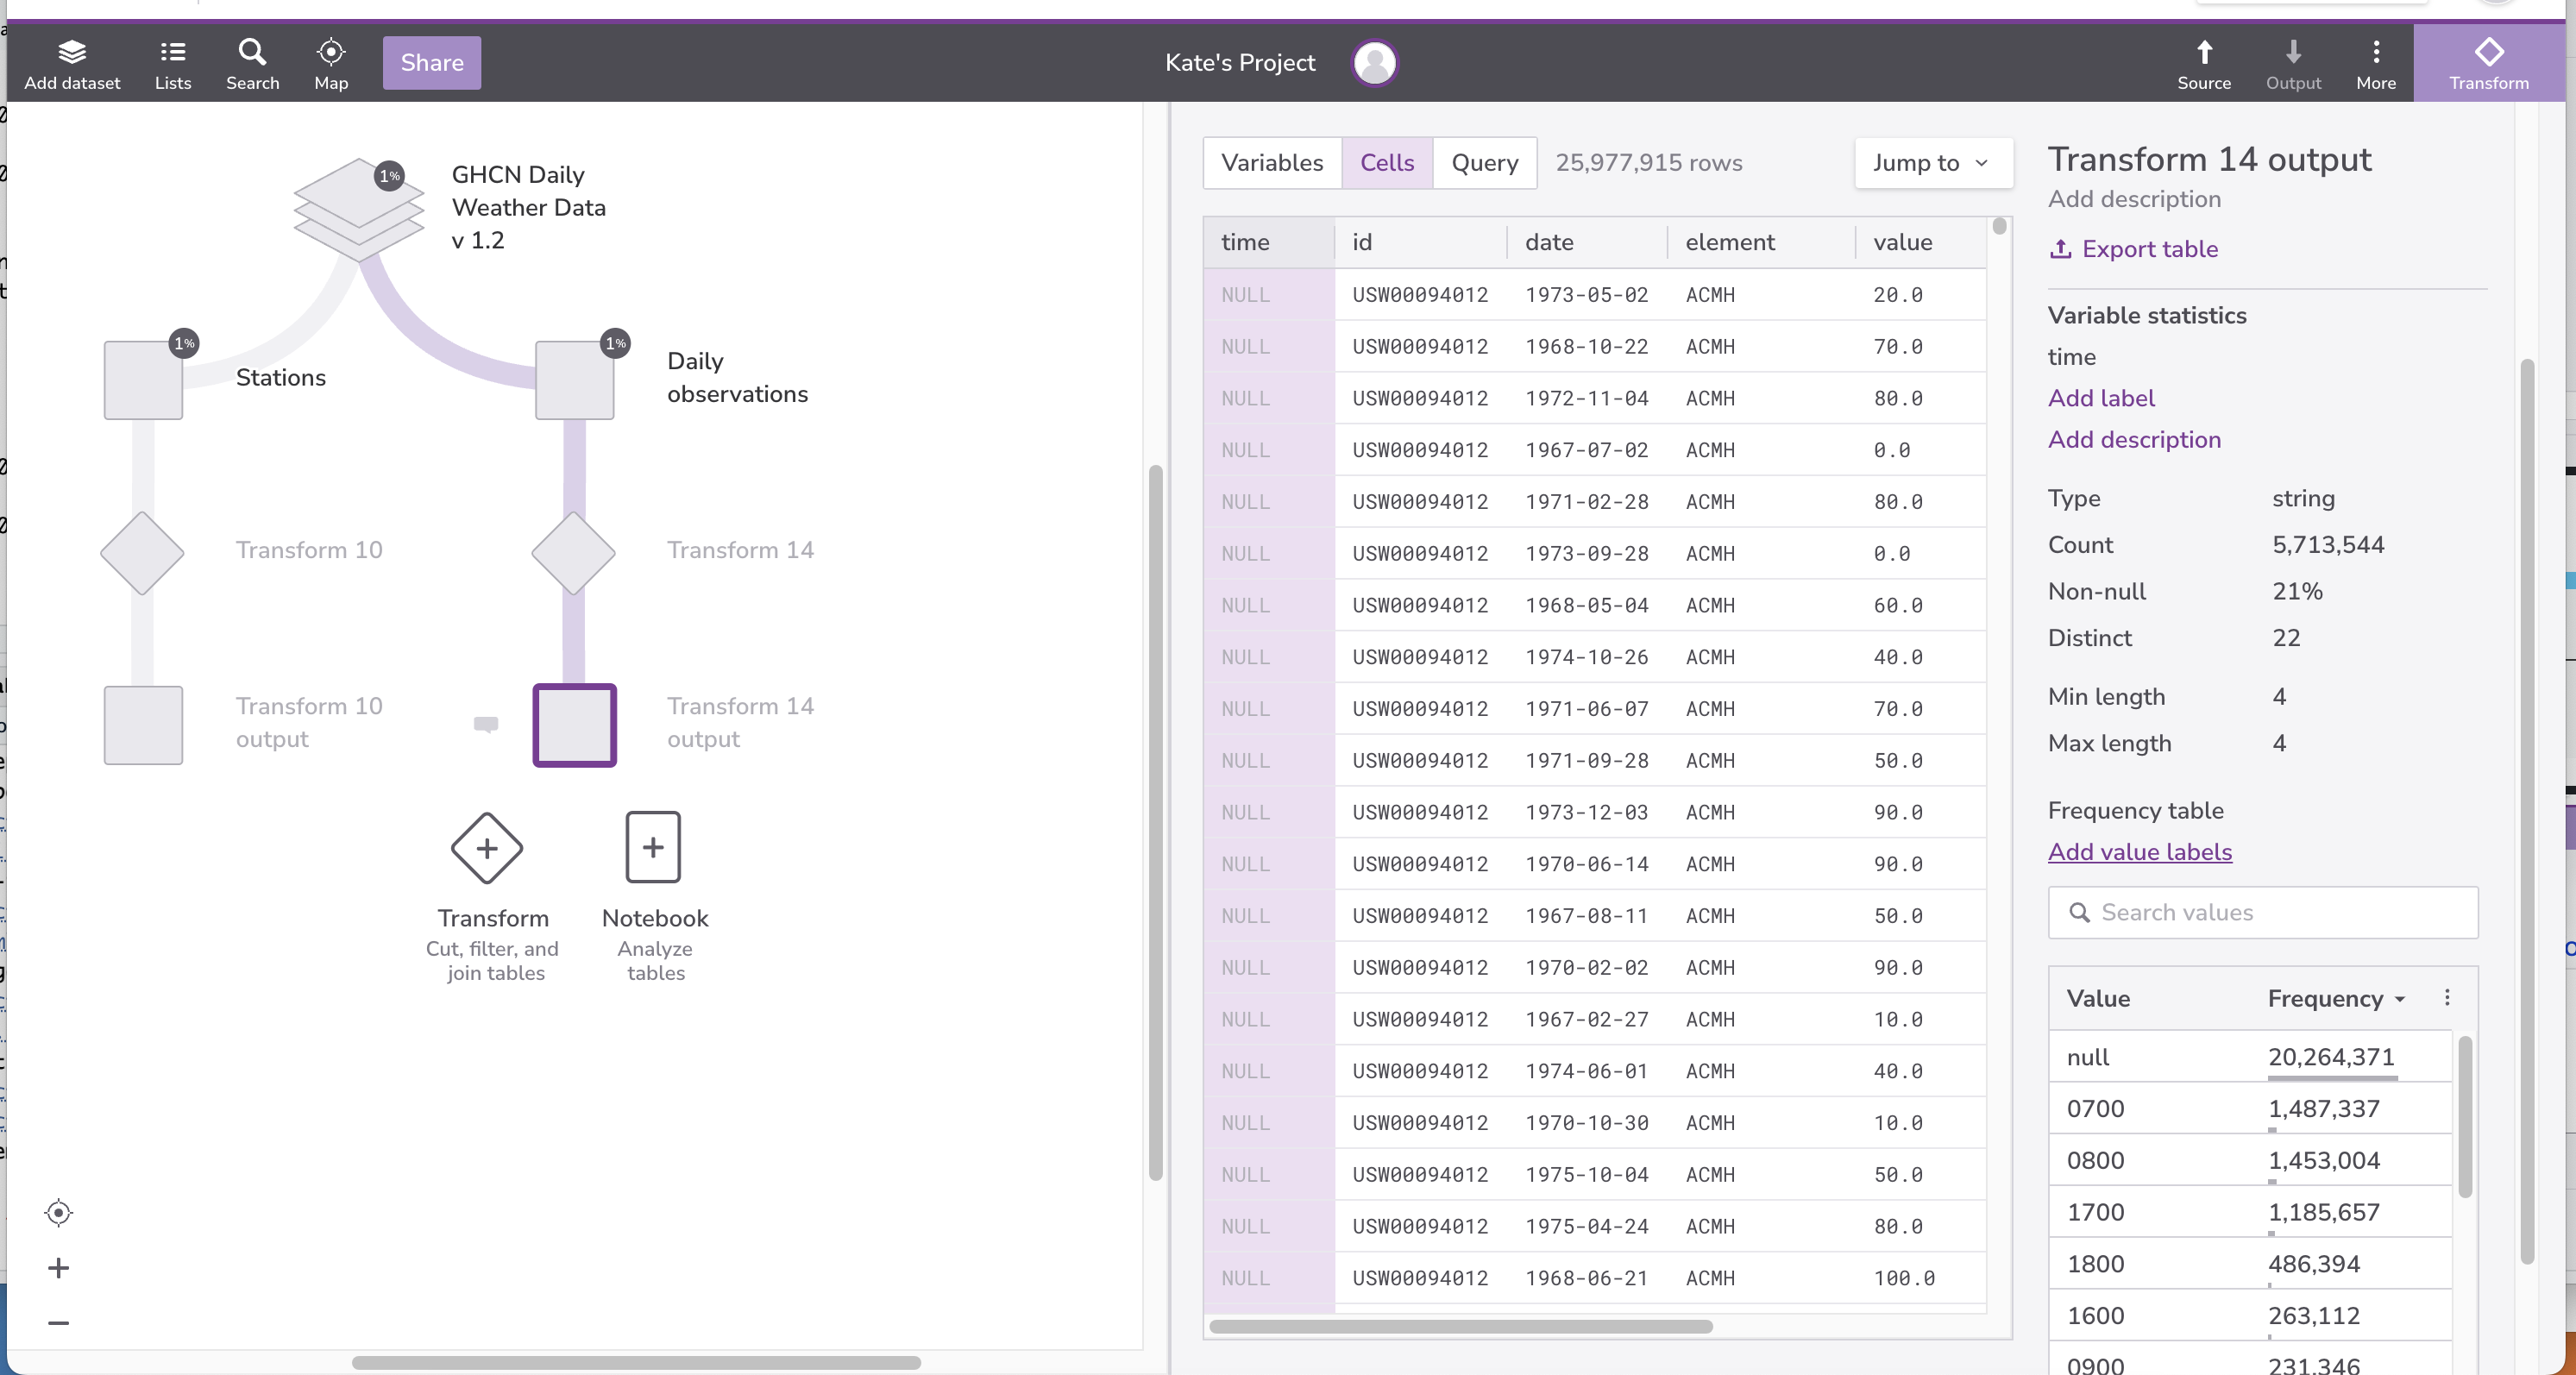 Add dataset
Lists
Search
Map
Share
Kate's Project
Source
Output
More
Transform
1%
GHCN Daily
Weather Data
v 1.2
1%
Stations
1%
Daily
observations
Transform 10
Transform 14
Transform 10
output
Transform 14
output
Transform
Cut, filter, and
join tables
Notebook
Analyze
tables
Variables Cells Query 25,977,915 rows Jump to
time id date element value
NULL USW00094012 1973-05-02 ACMH 20.0
NULL USW00094012 1968-10-22 ACMH 70.0
NULL USW00094012 1972-11-04 ACMH 80.0
NULL USW00094012 1967-07-02 ACMH 0.0
NULL USW00094012 1971-02-28 ACMH 80.0
NULL USW00094012 1973-09-28 ACMH 0.0
NULL USW00094012 1968-05-04 ACMH 60.0
NULL USW00094012 1974-10-26 ACMH 40.0
NULL USW00094012 1971-06-07 ACMH 70.0
NULL USW00094012 1971-09-28 ACMH 50.0
NULL USW00094012 1973-12-03 ACMH 90.0
NULL USW00094012 1970-06-14 ACMH 90.0
NULL USW00094012 1967-08-11 ACMH 50.0
NULL USW00094012 1970-02-02 ACMH 90.0
NULL USW00094012 1967-02-27 ACMH 10.0
NULL USW00094012 1974-06-01 ACMH 40.0
NULL USW00094012 1970-10-30 ACMH 10.0
NULL USW00094012 1975-10-04 ACMH 50.0
NULL USW00094012 1975-04-24 ACMH 80.0
NULL USW00094012 1968-06-21 ACMH 100.0
Transform 14 output
Add description
Export table
Variable statistics
time
Add label
Add description
Type string
Count 5,713,544
Non-null 21%
Distinct 22
Min length 4
Max length 4
Frequency table
Add value labels
Search values
Value Frequency
null 20,264,371
0700 1,487,337
0800 1,453,004
1700 1,185,657
1800 486,394
1600 263,112
0900 231,346